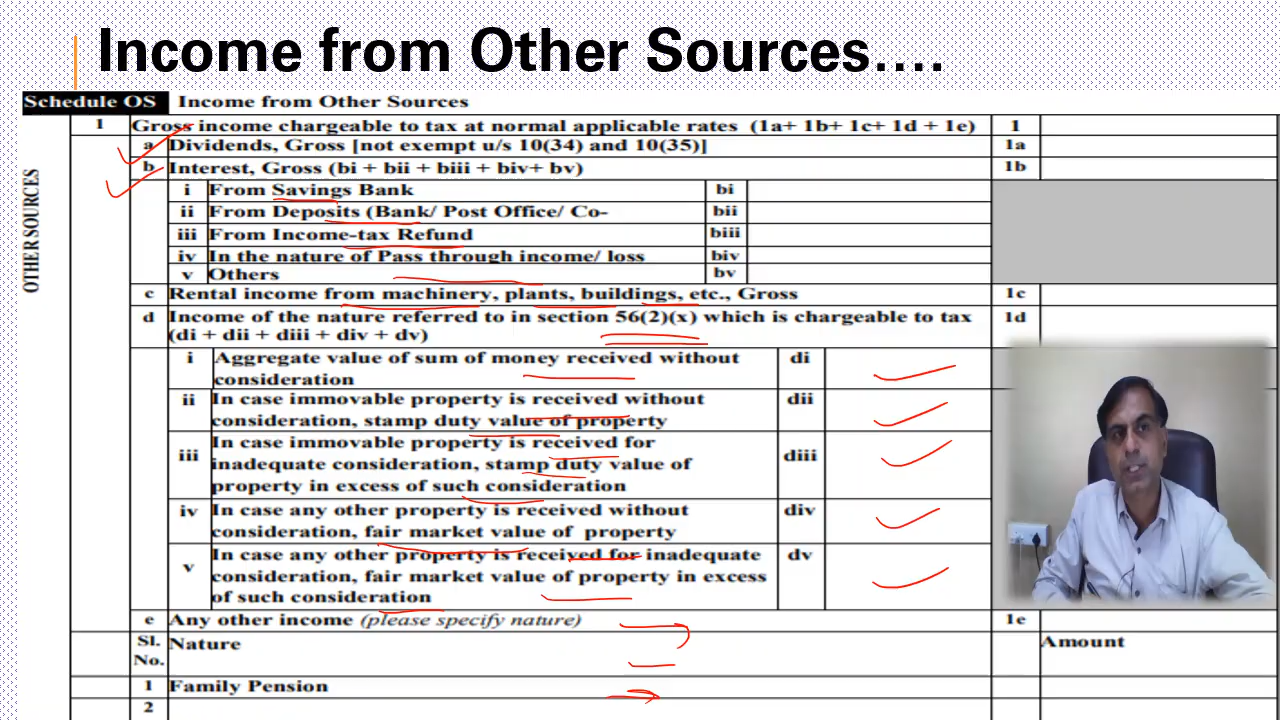 Income from Other Sources....
Schedule OS Income from Other Sources
OTHER SOURCES
1 Gross income chargeable to tax at normal applicable rates (1a+ 1b+ 1c+ 1d + 1e) 1
a Dividends, Gross [not exempt u/s 10(34) and 10(35)] 1a
b Interest, Gross (bi + bii + biii + biv+ bv) 1b
i From Savings Bank bi
ii From Deposits (Bank/ Post Office/ Co- bii
iii From Income-tax Refund biii
iv In the nature of Pass through income/ loss biv
v Others bv
c Rental income from machinery, plants, buildings, etc., Gross 1c
d Income of the nature referred to in section 56(2)(x) which is chargeable to tax 1d
(di + dii + diii + div + dv)
i Aggregate value of sum of money received without di
consideration
ii In case immovable property is received without dii
consideration, stamp duty value of property
In case immovable property is received for
iii inadequate consideration, stamp duty value of diii
property in excess of such consideration
iv In case any other property is received without div
consideration, fair market value of property
In case any other property is received for inadequate dv
v consideration, fair market value of property in excess
of such consideration
e Any other income (please specify nature) 1e
Sl. Nature Amount
No.
1 Family Pension
2